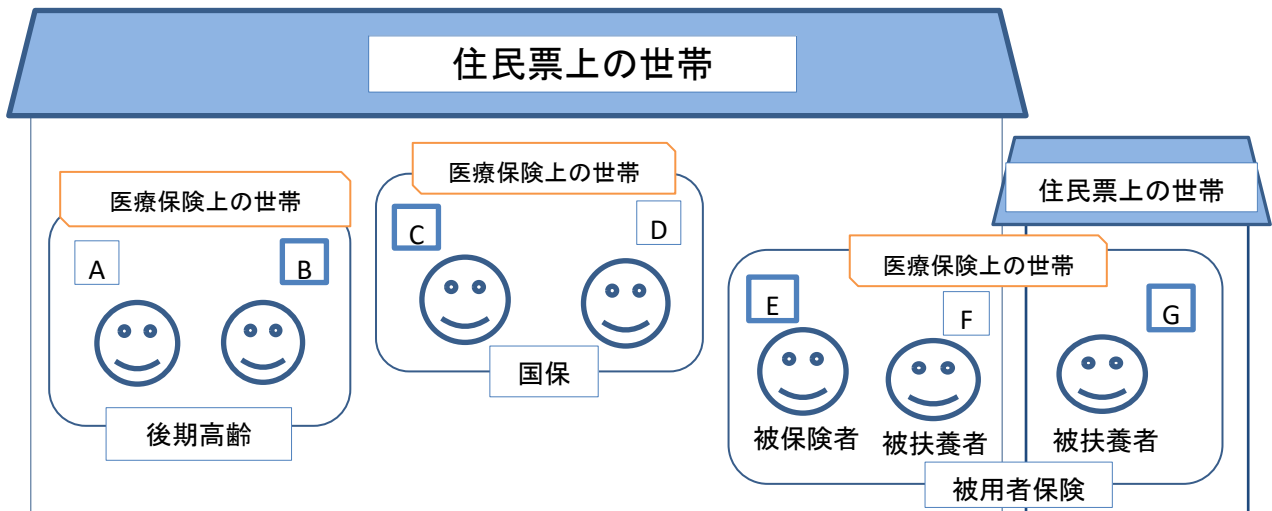 住民票上の世帯
住民票上の世帯
医療保険上の世帯
A
B
後期高齢
医療保険上の世帯
C
D
国保
医療保険上の世帯
E
F
G
被保険者
被扶養者
被扶養者
被用者保険